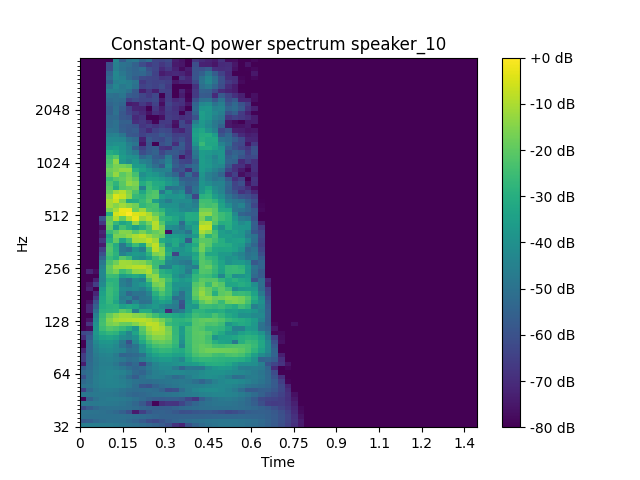 Constant-Q power spectrum speaker_10
+0 dB
2048
-10 dB
1024
-20 dB
512
-30 dB
Hz
-40 dB
256
-50 dB
128
-60 dB
64
-70 dB
32
-80 dB
0 0.15 0.3 0.45 0.6 0.75 0.9 1.1 1.2 1.4
Time